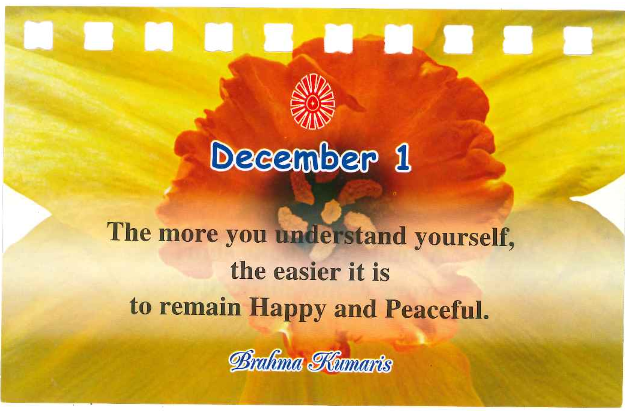 December 1
The more you understand yourself,
the easier it is
to remain Happy and Peaceful.
Brahma Kumaris